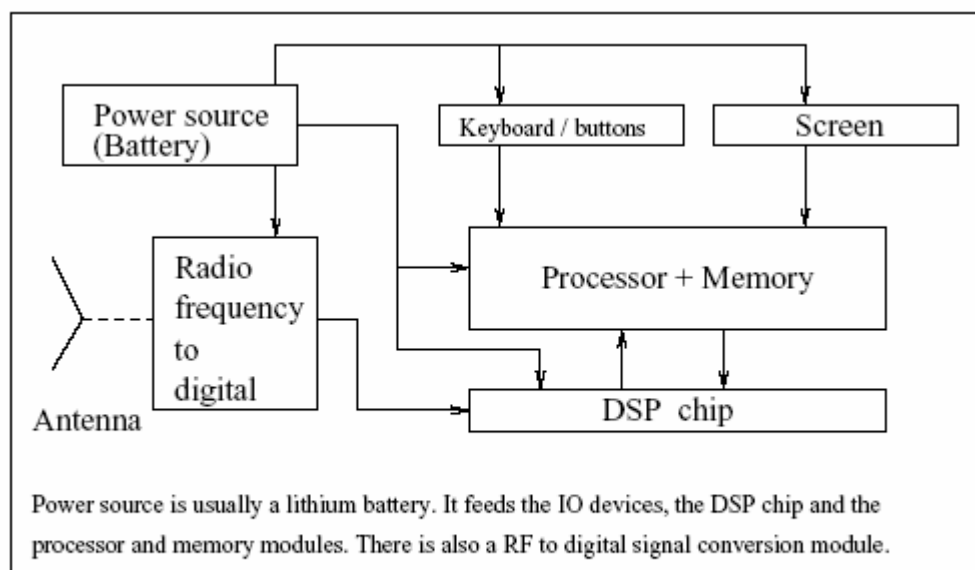 Power source
(Battery)
Keyboard / buttons
Screen
Radio
frequency
to
digital
Processor + Memory
Antenna
DSP chip
Power source is usually a lithium battery. It feeds the IO devices, the DSP chip and the
processor and memory modules. There is also a RF to digital signal conversion module.